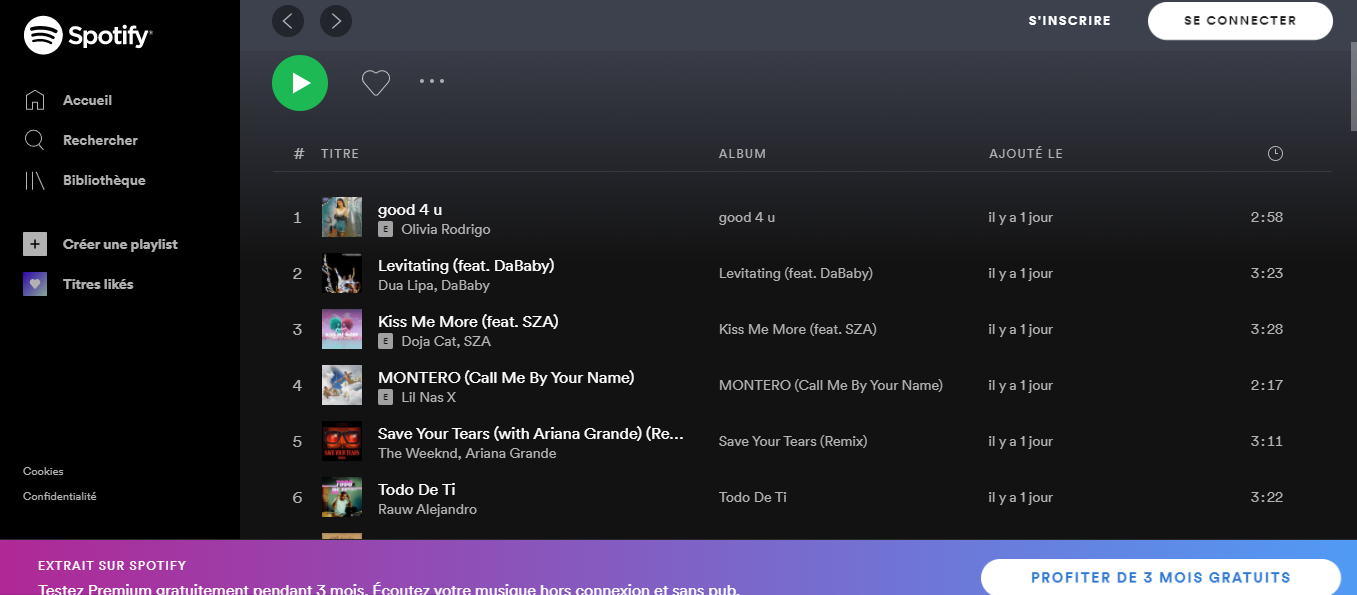 Spotify
S'INSCRIRE
SE CONNECTER
Accueil
Rechercher
Bibliothèque
Créer une playlist
Titres likés
Cookies
Confidentialité
# TITRE ALBUM AJOUTÉ LE
1 good 4 u good 4 u il y a 1 jour 2:58
E Olivia Rodrigo
2 Levitating (feat. DaBaby) Levitating (feat. DaBaby) il y a 1 jour 3:23
Dua Lipa, DaBaby
3 Kiss Me More (feat. SZA) Kiss Me More (feat. SZA) il y a 1 jour 3:28
E Doja Cat, SZA
4 MONTERO (Call Me By Your Name) MONTERO (Call Me By Your Name) il y a 1 jour 2:17
E Lil Nas X
5 Save Your Tears (with Ariana Grande) (Re... Save Your Tears (Remix) il y a 1 jour 3:11
The Weeknd, Ariana Grande
6 Todo De Ti Todo De Ti il y a 1 jour 3:22
Rauw Alejandro
EXTRAIT SUR SPOTIFY
Testez Premium gratuitement pendant 3 mois. Écoutez votre musique hors connexion et sans pub.
PROFITER DE 3 MOIS GRATUITS